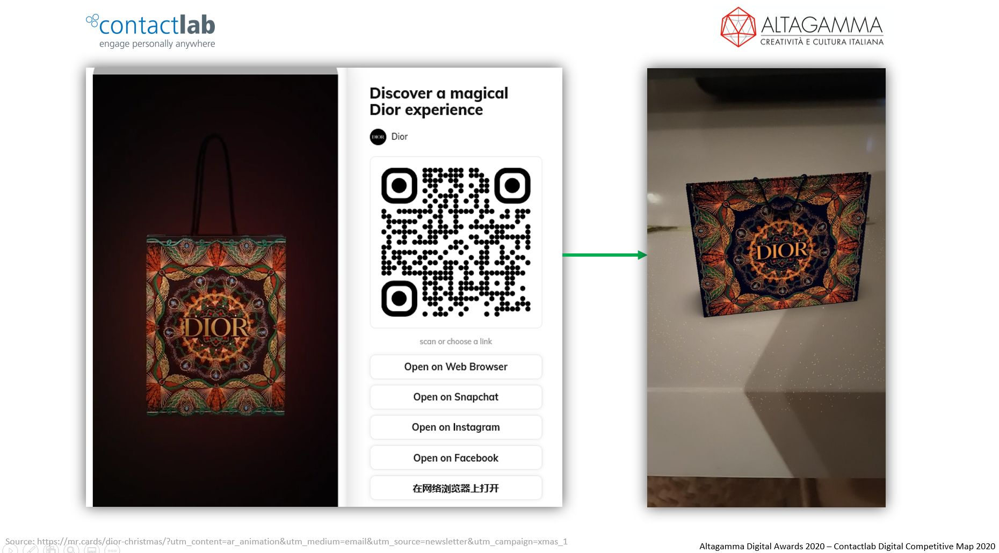 contactlab
engage personally anywhere
ALTAGAMMA
CREATIVITÀ E CULTURA ITALIANA
DIOR
Discover a magical
Dior experience
DIOR
Dior
scan or choose a link
Open on Web Browser
Open on Snapchat
Open on Instagram
Open on Facebook
在网络浏览器上打开
DIOR
Source: https://mr.cards/dior-christmas/?utm_content=ar_animation&utm_medium=email&utm_source=newsletter&utm_campaign=xmas_1
Altagamma Digital Awards 2020 – Contactlab Digital Competitive Map 2020